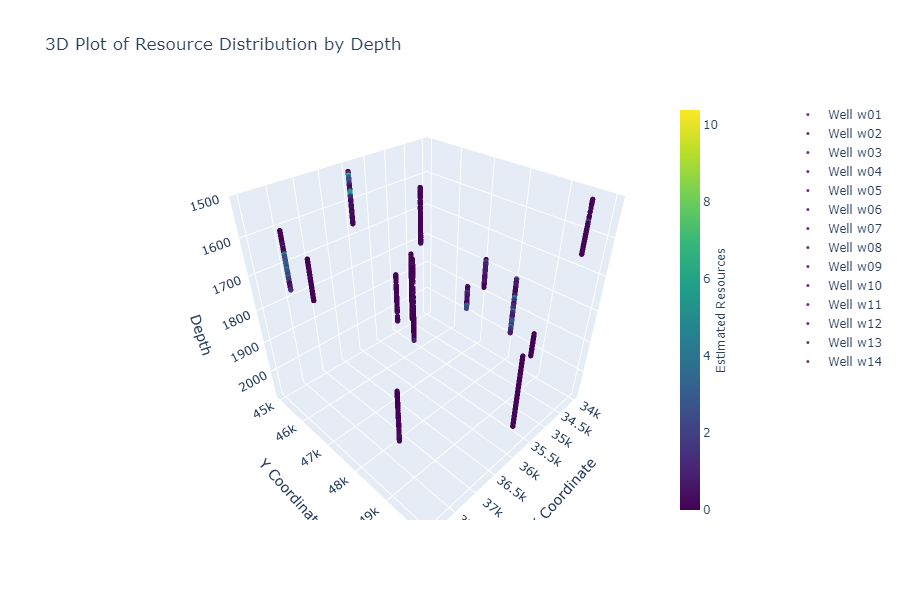 3D Plot of Resource Distribution by Depth
1500
1600
1700
1800
1900
2000
Depth
45k
46k
47k
48k
49k
Y Coordinat
34k
34.5k
35k
35.5k
36k
36.5k
37k
Coordinate
10
8
6
4
2
0
Estimated Resources
Well w01
Well w02
Well w03
Well w04
Well w05
Well w06
Well w07
Well w08
Well w09
Well w10
Well w11
Well w12
Well w13
Well w14